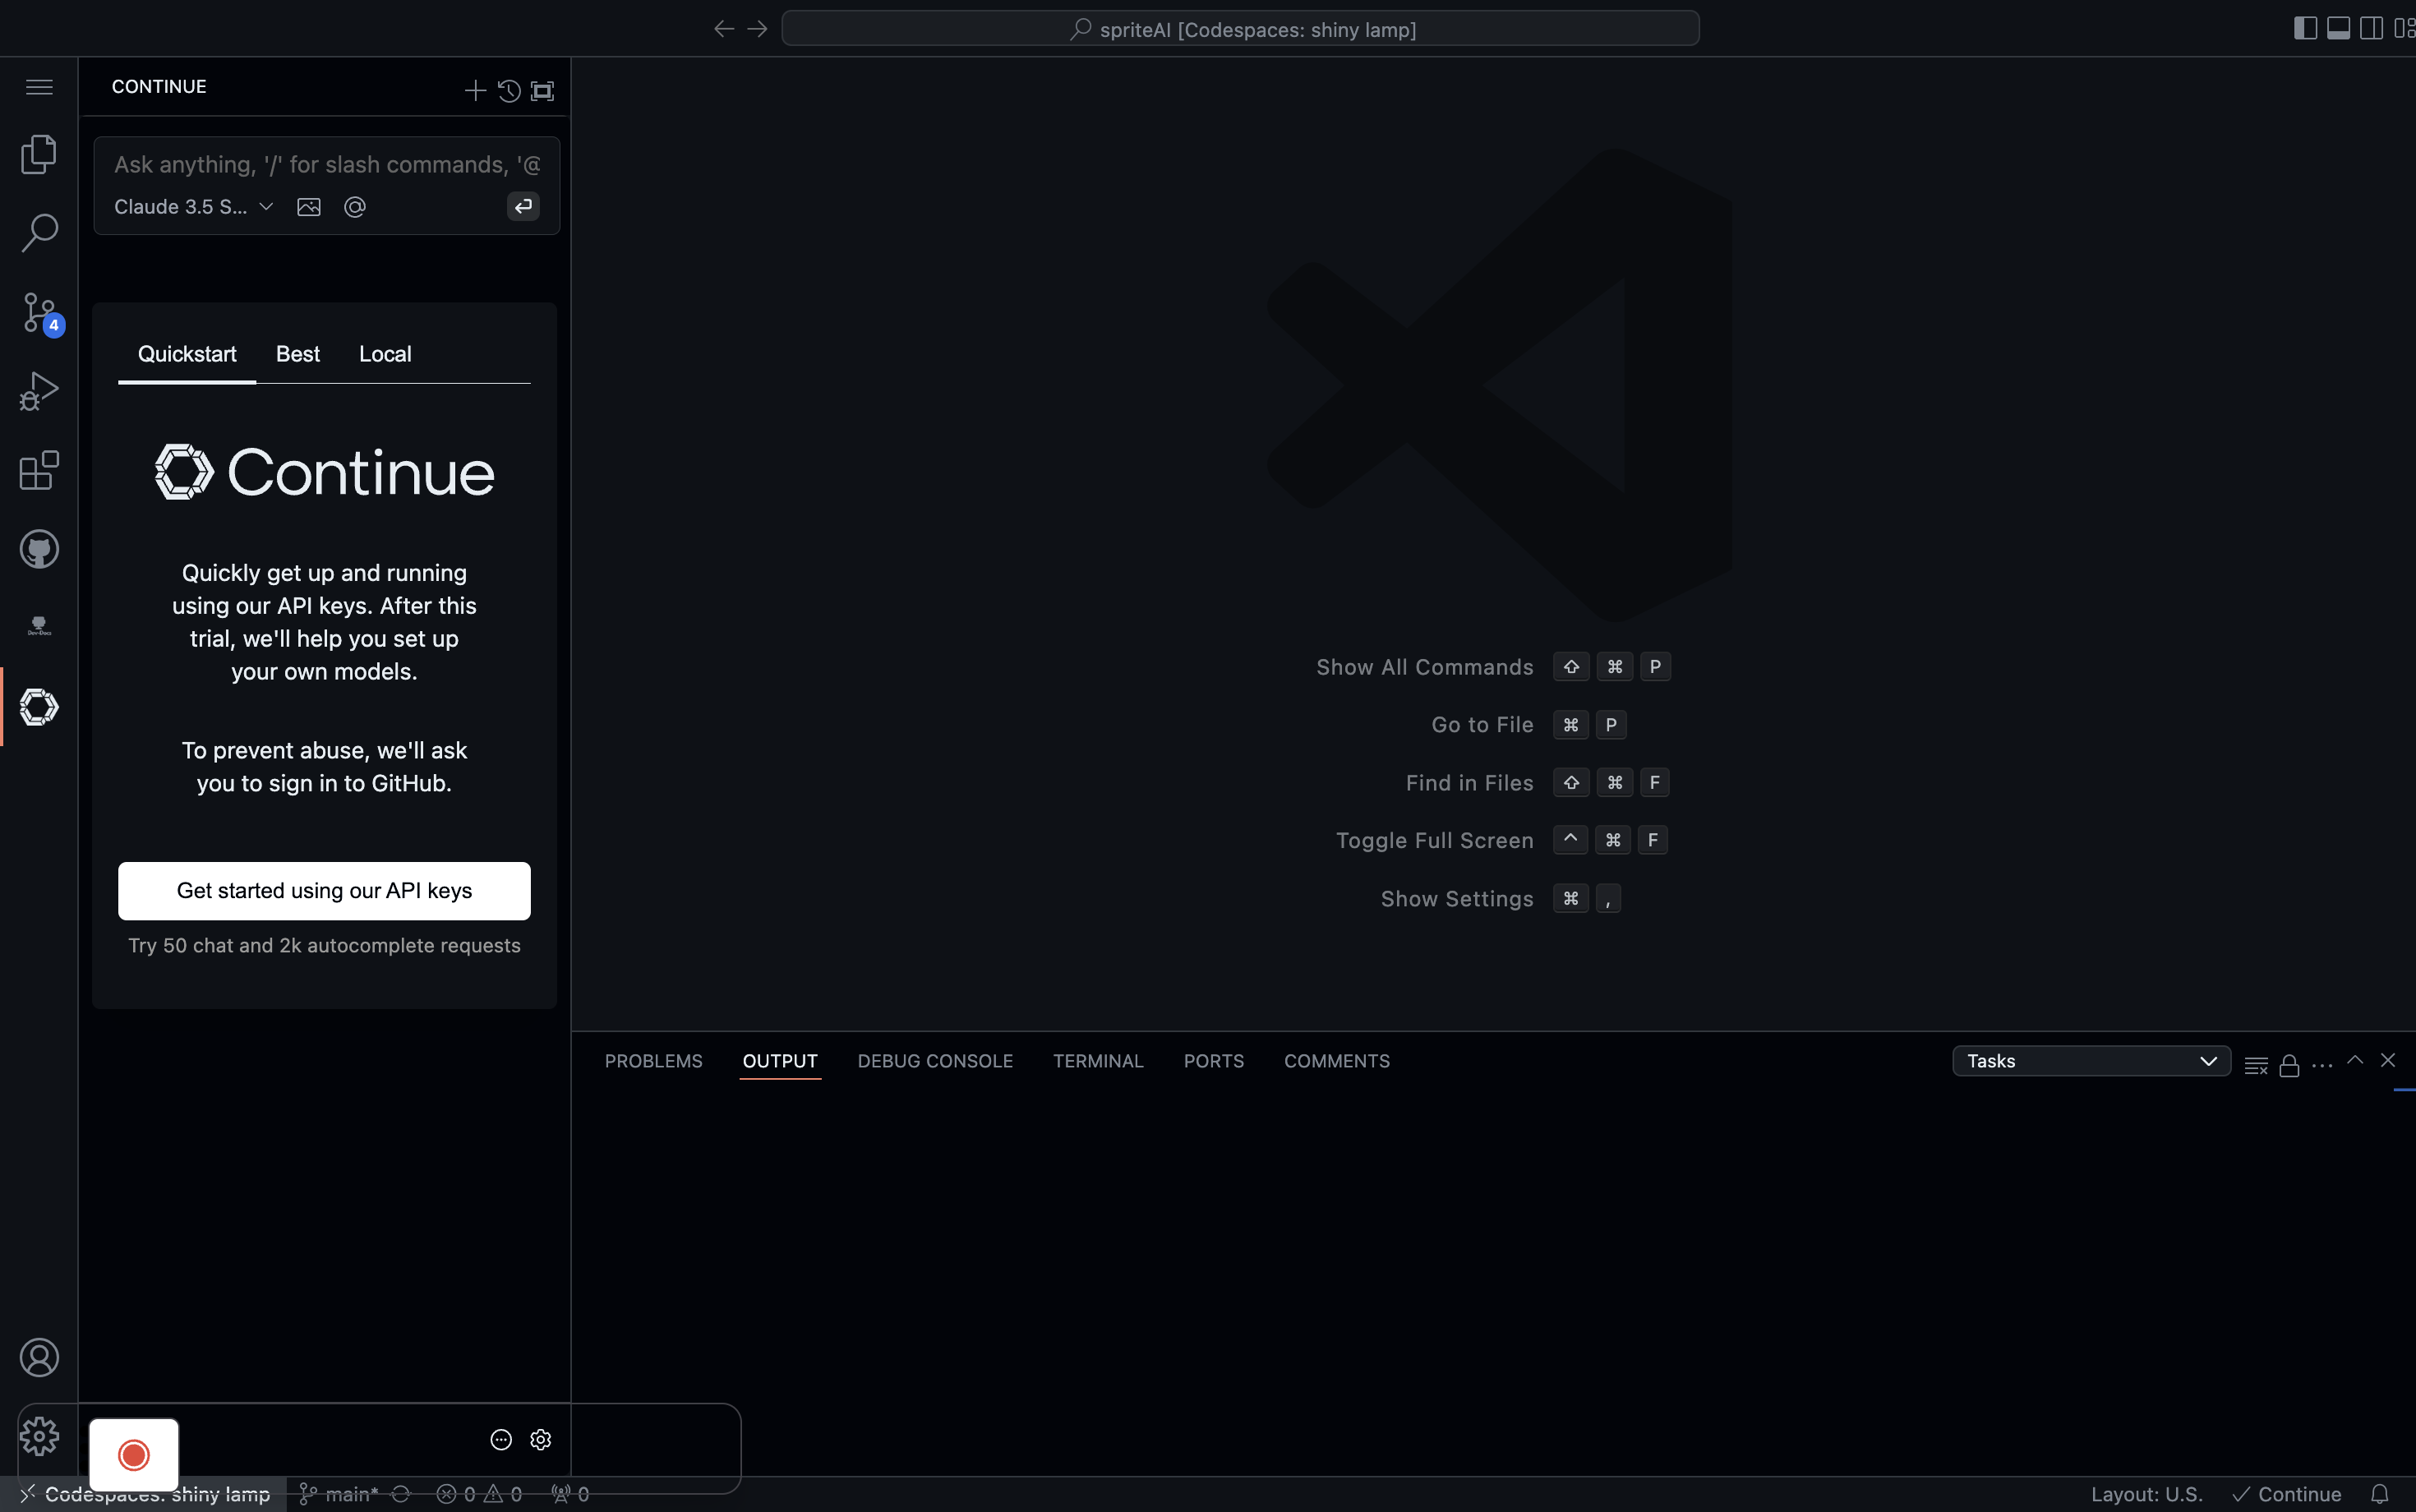 spriteAI [Codespaces: shiny lamp]
CONTINUE
Ask anything, '/' for slash commands, '@
Claude 3.5 S...
4
Quickstart Best Local
Continue
Quickly get up and running
using our API keys. After this
trial, we'll help you set up
your own models.
To prevent abuse, we'll ask
you to sign in to GitHub.
Get started using our API keys
Try 50 chat and 2k autocomplete requests
Dev-Docs
Show All Commands ⇧ ⌘ P
Go to File ⌘ P
Find in Files ⇧ ⌘ F
Toggle Full Screen ^ ⌘ F
Show Settings ⌘ ,
PROBLEMS OUTPUT DEBUG CONSOLE TERMINAL PORTS COMMENTS
Tasks
Codespaces: shiny lamp main* 0 0 0
Layout: U.S. Continue